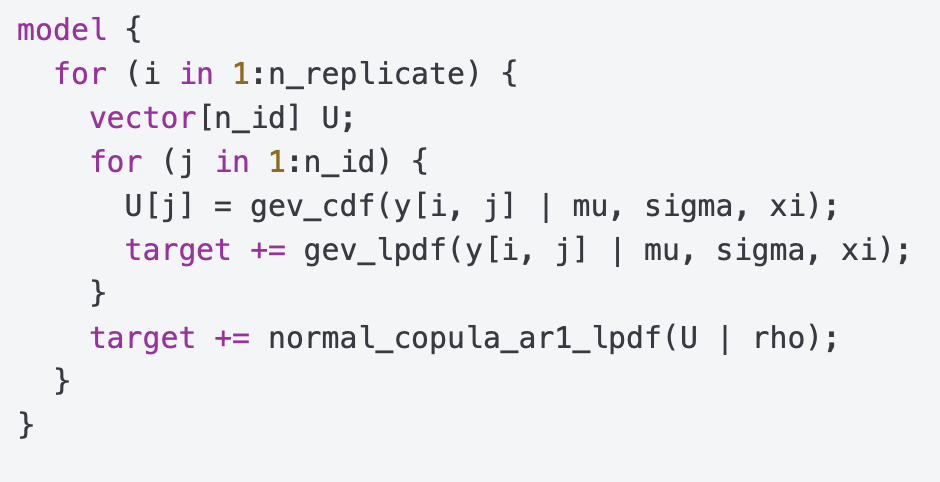 model {
  for (i in 1:n_replicate) {
    vector[n_id] U;
    for (j in 1:n_id) {
      U[j] = gev_cdf(y[i, j] | mu, sigma, xi);
      target += gev_lpdf(y[i, j] | mu, sigma, xi);
    }
    target += normal_copula_ar1_lpdf(U | rho);
  }
}